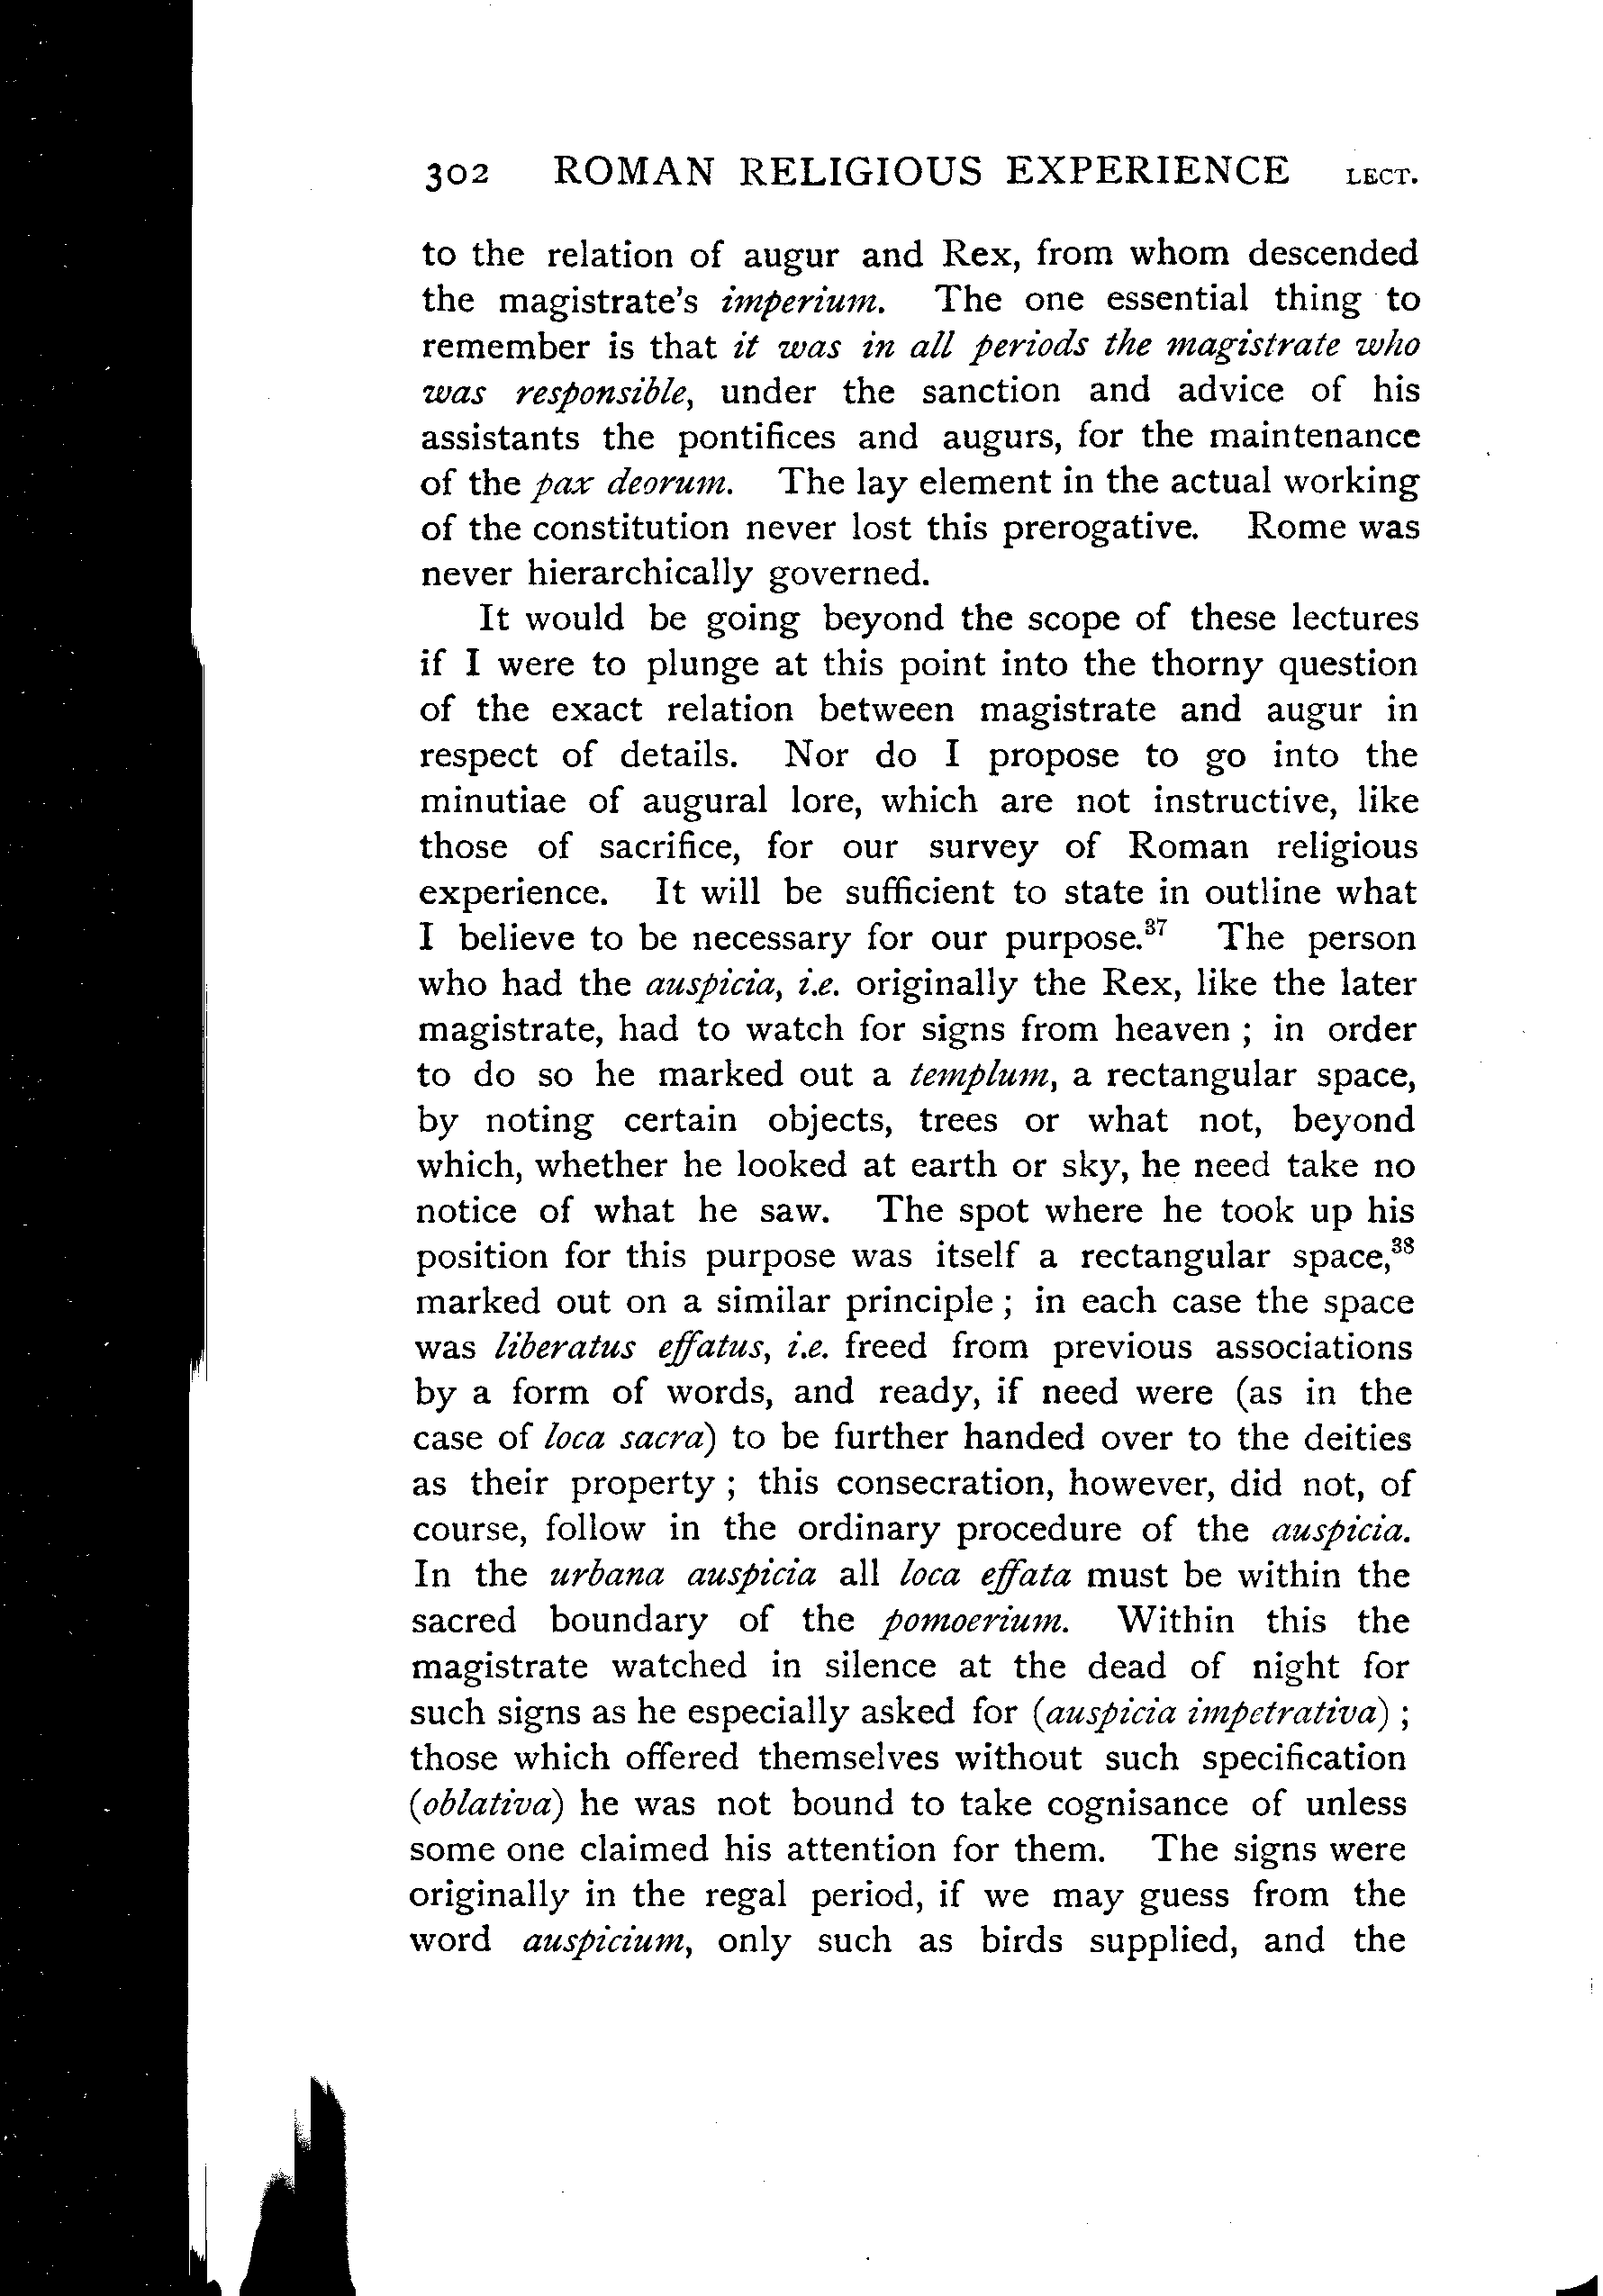 302 ROMAN RELIGIOUS EXPERIENCE LECT.
to the relation of augur and Rex, from whom descended
the magistrate's imperium. The one essential thing to
remember is that it was in all periods the magistrate who
was responsible, under the sanction and advice of his
assistants the pontifices and augurs, for the maintenance
of the pax deorum. The lay element in the actual working
of the constitution never lost this prerogative. Rome was
never hierarchically governed.
It would be going beyond the scope of these lectures
if I were to plunge at this point into the thorny question
of the exact relation between magistrate and augur in
respect of details. Nor do I propose to go into the
minutiae of augural lore, which are not instructive, like
those of sacrifice, for our survey of Roman religious
experience. It will be sufficient to state in outline what
I believe to be necessary for our purpose.37 The person
who had the auspicia, i.e. originally the Rex, like the later
magistrate, had to watch for signs from heaven ; in order
to do so he marked out a templum, a rectangular space,
by noting certain objects, trees or what not, beyond
which, whether he looked at earth or sky, he need take no
notice of what he saw. The spot where he took up his
position for this purpose was itself a rectangular space,38
marked out on a similar principle ; in each case the space
was liberatus effatus, i.e. freed from previous associations
by a form of words, and ready, if need were (as in the
case of loca sacra) to be further handed over to the deities
as their property ; this consecration, however, did not, of
course, follow in the ordinary procedure of the auspicia.
In the urbana auspicia all loca effata must be within the
sacred boundary of the pomoerium. Within this the
magistrate watched in silence at the dead of night for
such signs as he especially asked for (auspicia impetrativa) ;
those which offered themselves without such specification
(oblativa) he was not bound to take cognisance of unless
some one claimed his attention for them. The signs were
originally in the regal period, if we may guess from the
word auspicium, only such as birds supplied, and the